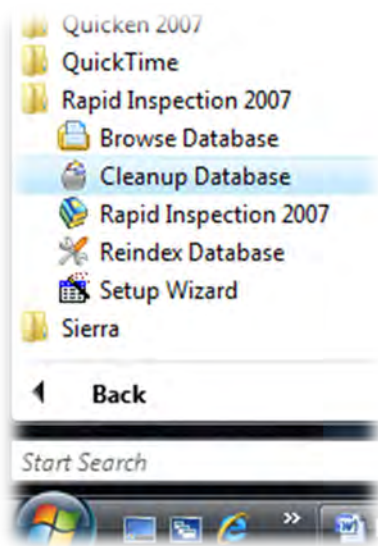 Quicken 2007
QuickTime
Rapid Inspection 2007
Browse Database
Cleanup Database
Rapid Inspection 2007
Reindex Database
Setup Wizard
Sierra
Back
Start Search
»